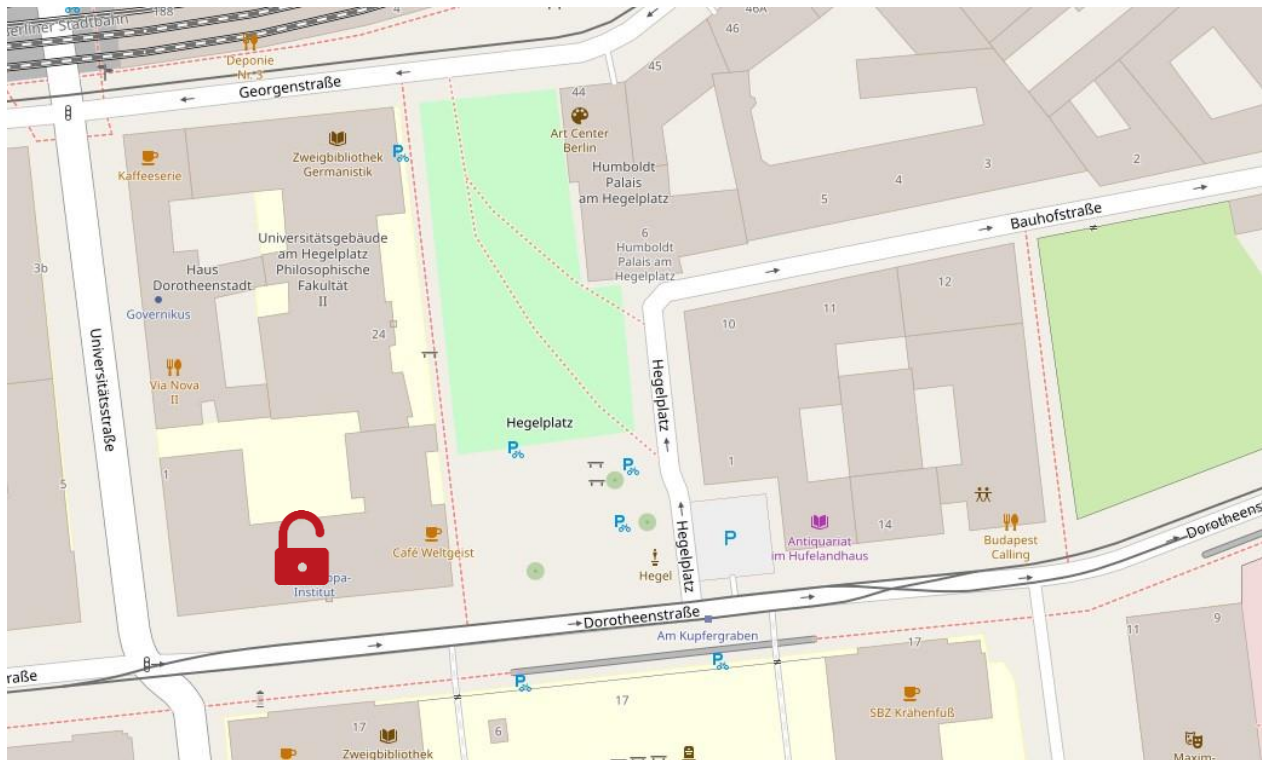 188
4
46A
Berliner Stadtbahn
46
Deponie
Nr. 3
45
Georgenstraße
44
Art Center
Berlin
Zweigbibliothek
Germanistik
Kaffeeserie
Humboldt
Palais
am Hegelplatz
3
2
4
5
Bauhofstraße
6
Humboldt
Palais am
Hegelplatz
Universitätsgebäude
am Hegelplatz
Philosophische
Fakultät
II
3b
Haus
Dorotheenstadt
Governikus
12
11
10
24
Universitätsstraße
Via Nova
II
Hegelplatz
Hegelplatz
1
1
5
P
P
P
14
Antiquariat
im Hufelandhaus
Budapest
Calling
Dorotheens
P
P
Café Weltgeist
Hegel
Hegelplatz
opa-
Institut
Dorotheenstraße
Am Kupfergraben
11
9
17
raße
P
P
17
SBZ Krähenfuß
17
6
Zweigbibliothek
Maxim-